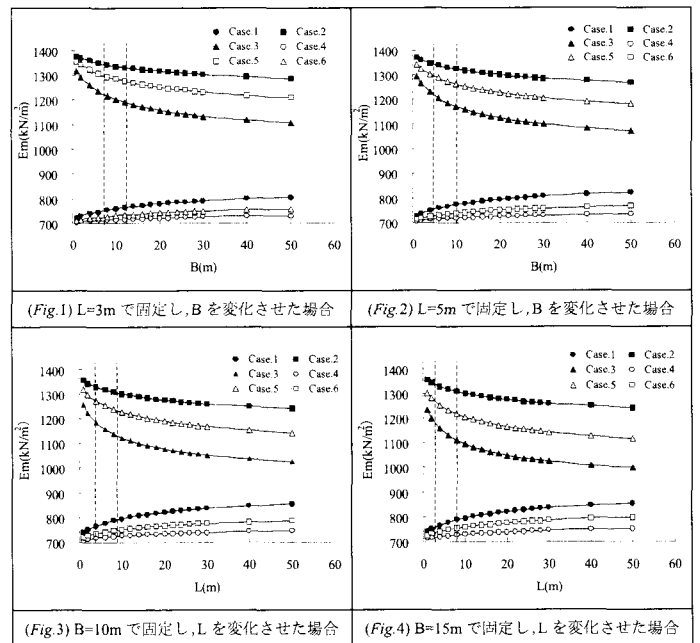 Case.1 Case.2
Case.3 Case.4
Case.5 Case.6
Em(kN/m²)
1400
1300
1200
1100
1000
900
800
700
0 10 20 30 40 50 60
B(m)
(Fig.1) L=3m で固定し,B を変化させた場合
Case.1 Case.2
Case.3 Case.4
Case.5 Case.6
Em(kN/m²)
1400
1300
1200
1100
1000
900
800
700
0 10 20 30 40 50 60
B(m)
(Fig.2) L=5m で固定し,B を変化させた場合
Case.1 Case.2
Case.3 Case.4
Case.5 Case.6
Em(kN/m²)
1400
1300
1200
1100
1000
900
800
700
0 10 20 30 40 50 60
L(m)
(Fig.3) B=10m で固定し,L を変化させた場合
Case.1 Case.2
Case.3 Case.4
Case.5 Case.6
Em(kN/m²)
1400
1300
1200
1100
1000
900
800
700
0 10 20 30 40 50 60
L(m)
(Fig.4) B=15m で固定し,L を変化させた場合